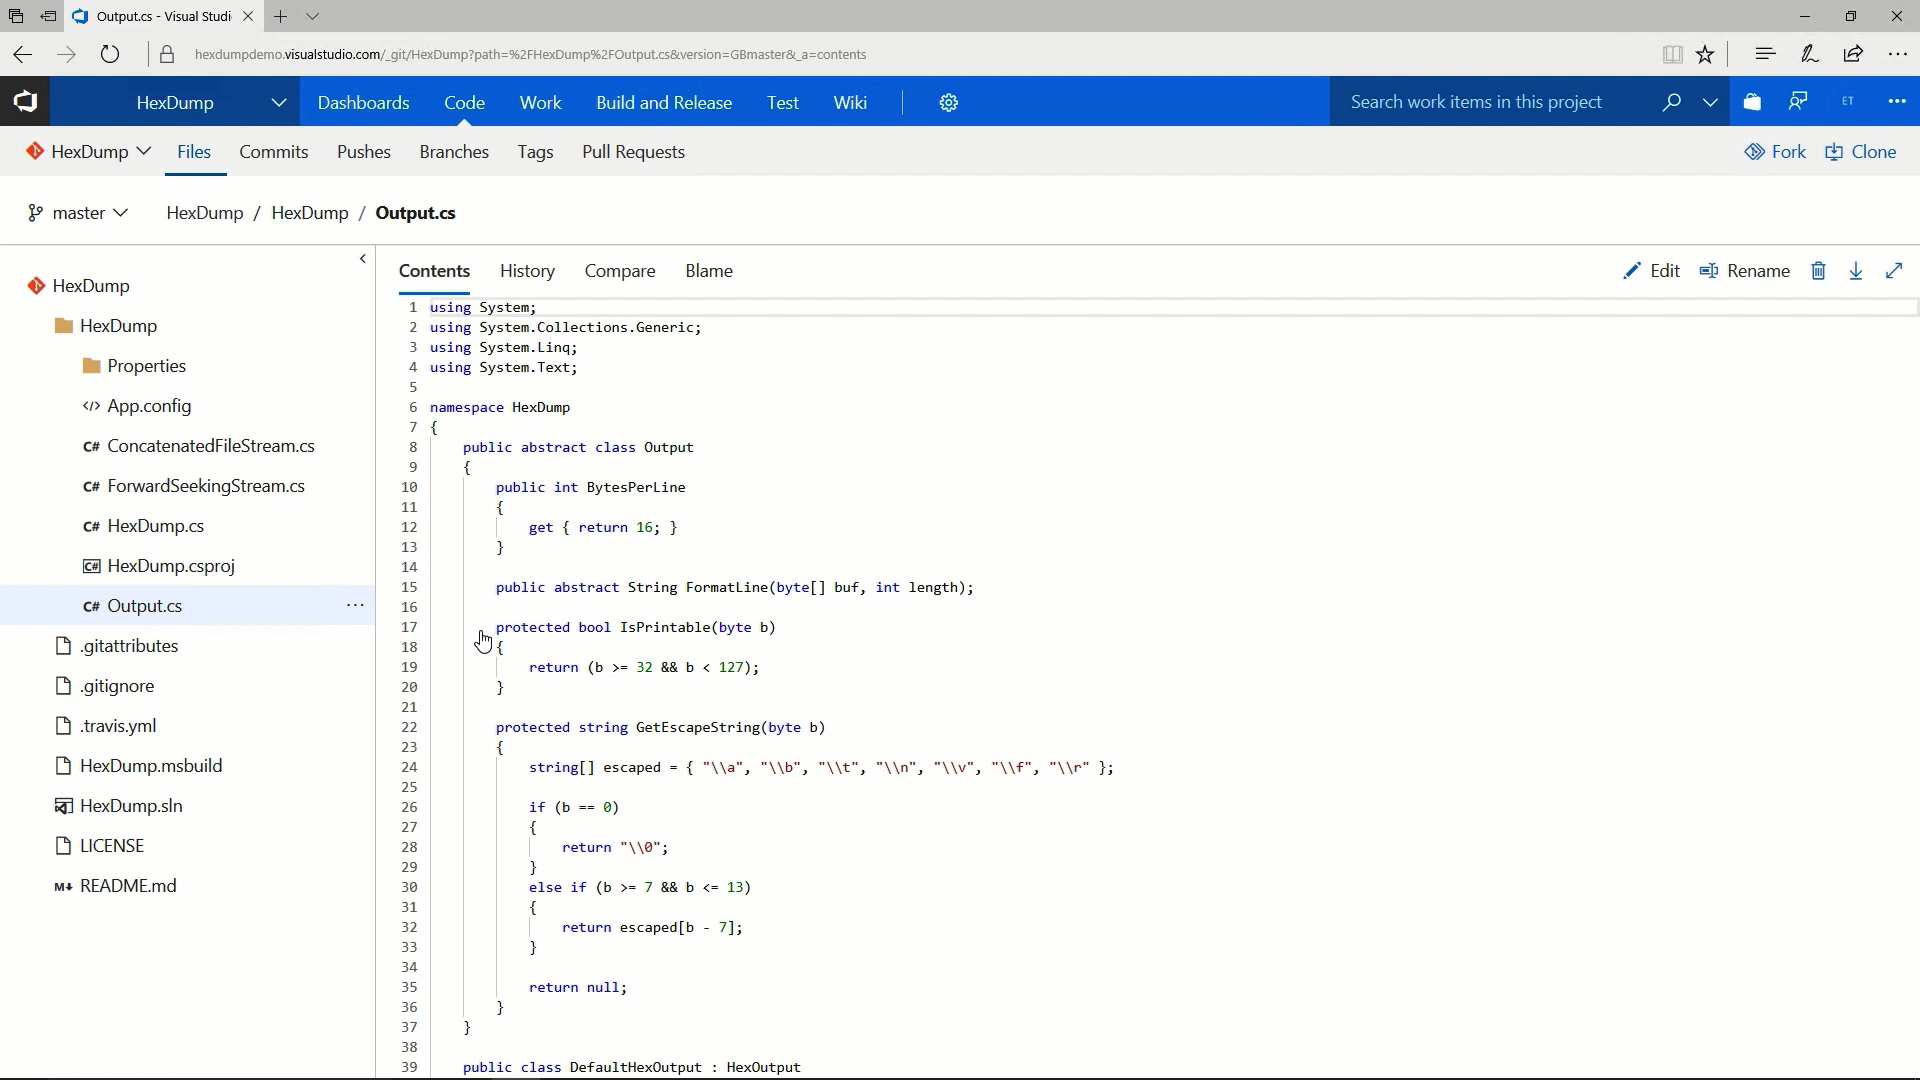 Output.cs - Visual Studi
hexdumpdemo.visualstudio.com/_git/HexDump?path=%2FHexDump%2FOutput.cs&version=GBmaster&_a=contents
HexDump Dashboards Code Work Build and Release Test Wiki Search work items in this project ET
HexDump Files Commits Pushes Branches Tags Pull Requests Fork Clone
master HexDump / HexDump / Output.cs
Contents History Compare Blame Edit Rename
HexDump
HexDump
Properties
</> App.config
C# ConcatenatedFileStream.cs
C# ForwardSeekingStream.cs
C# HexDump.cs
C# HexDump.csproj
C# Output.cs ...
.gitattributes
.gitignore
.travis.yml
HexDump.msbuild
HexDump.sln
LICENSE
M↓ README.md
1 using System;
2 using System.Collections.Generic;
3 using System.Linq;
4 using System.Text;
5
6 namespace HexDump
7 {
8 public abstract class Output
9 {
10 public int BytesPerLine
11 {
12 get { return 16; }
13 }
14
15 public abstract String FormatLine(byte[] buf, int length);
16
17 protected bool IsPrintable(byte b)
18 {
19 return (b >= 32 && b < 127);
20 }
21
22 protected string GetEscapeString(byte b)
23 {
24 string[] escaped = { "\\a", "\\b", "\\t", "\\n", "\\v", "\\f", "\\r" };
25
26 if (b == 0)
27 {
28 return "\\0";
29 }
30 else if (b >= 7 && b <= 13)
31 {
32 return escaped[b - 7];
33 }
34
35 return null;
36 }
37 }
38
39 public class DefaultHexOutput : HexOutput